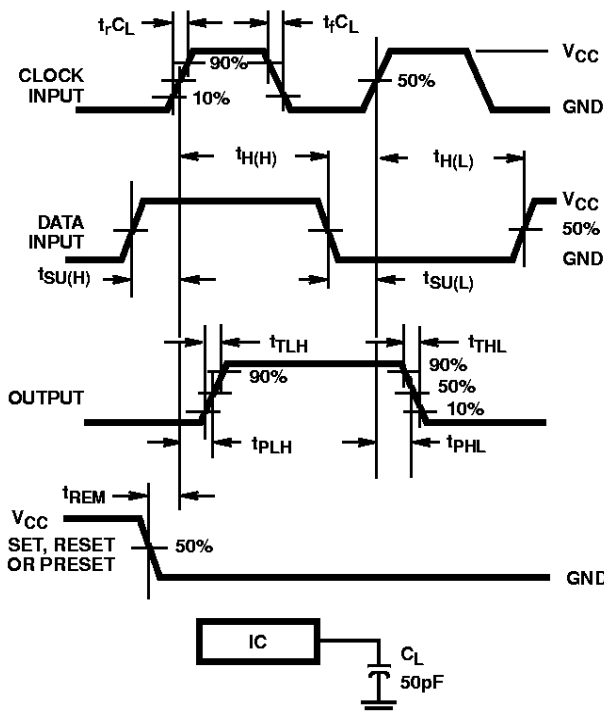 trCL
tfCL
90%
50%
VCC
CLOCK
INPUT
10%
GND
tH(H)
tH(L)
VCC
DATA
INPUT
50%
GND
tSU(H)
tSU(L)
tTLH
tTHL
90%
90%
50%
OUTPUT
10%
tPLH
tPHL
tREM
VCC
SET, RESET
OR PRESET
50%
GND
IC
CL
50pF